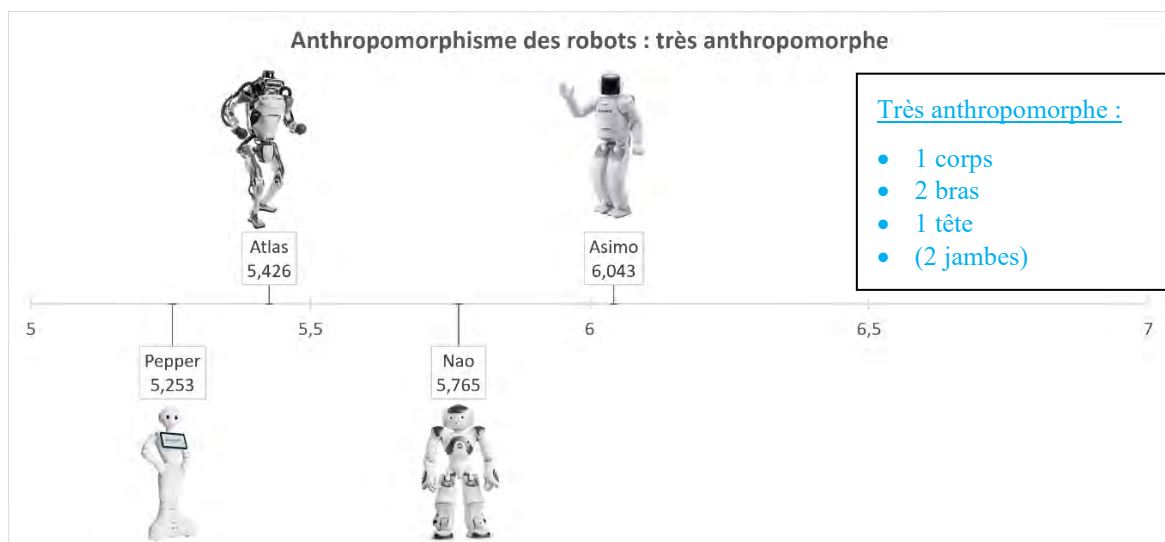 Anthropomorphisme des robots : très anthropomorphe
Très anthropomorphe :
• 1 corps
• 2 bras
• 1 tête
• (2 jambes)
Atlas
5,426
Asimo
6,043
5
5,5
6
6,5
7
Pepper
5,253
Nao
5,765